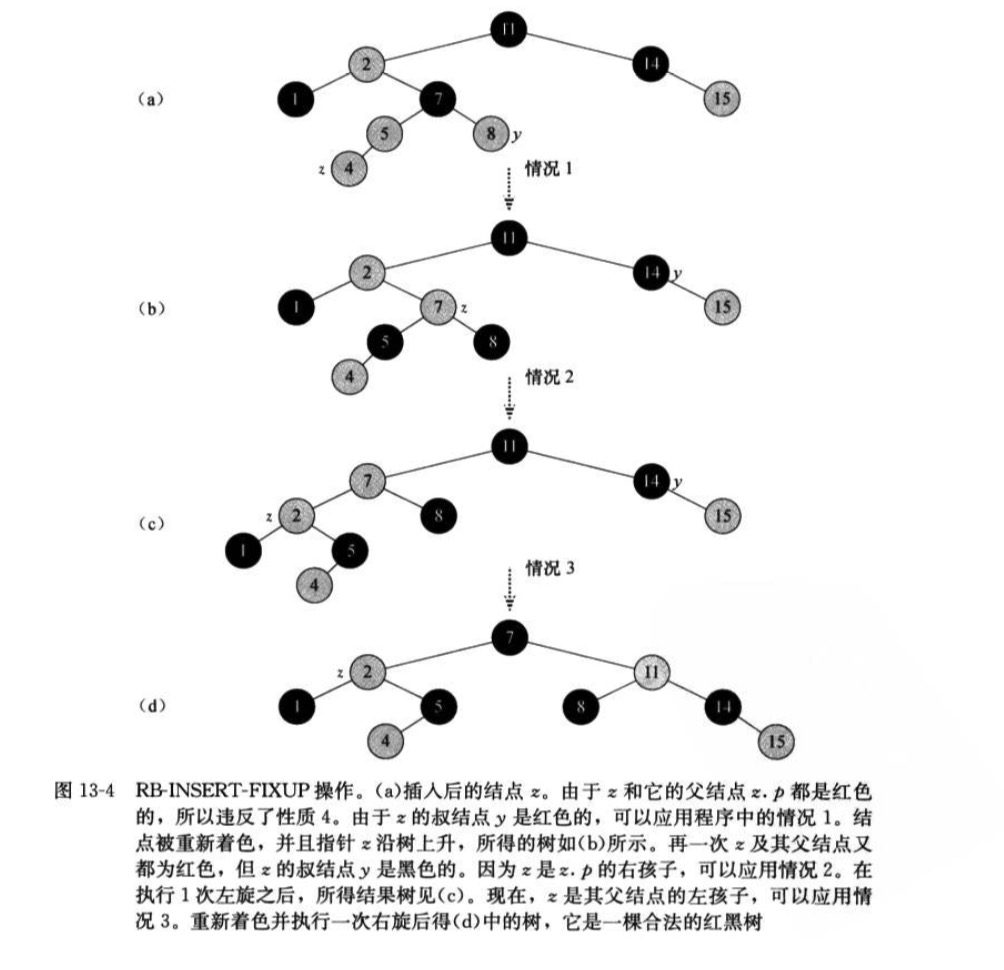 11
2
14
(a)
1
7
15
5
8 y
z 4
情况 1
11
2
14 y
(b)
1
7 z
15
5
8
4
情况 2
11
7
14 y
(c)
z 2
8
15
1
5
4
情况 3
7
z 2
11
(d)
1
5
8
14
4
15
图 13-4 RB-INSERT-FIXUP 操作。(a)插入后的结点 z。由于 z 和它的父结点 z.p 都是红色
的，所以违反了性质 4。由于 z 的叔结点 y 是红色的，可以应用程序中的情况 1。结
点被重新着色，并且指针 z 沿树上升，所得的树如(b)所示。再一次 z 及其父结点又
都为红色，但 z 的叔结点 y 是黑色的。因为 z 是 z.p 的右孩子，可以应用情况 2。在
执行 1 次左旋之后，所得结果树见(c)。现在，z 是其父结点的左孩子，可以应用情
况 3。重新着色并执行一次右旋后得(d)中的树，它是一棵合法的红黑树